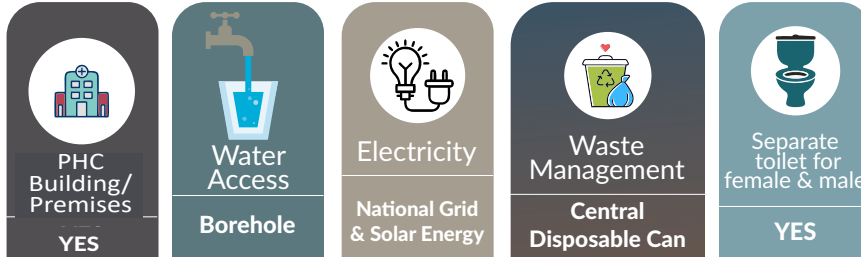 PHC
Building/
Premises
YES
Water
Access
Borehole
Electricity
National Grid
& Solar Energy
Waste
Management
Central
Disposable Can
Separate
toilet for
female & male
YES